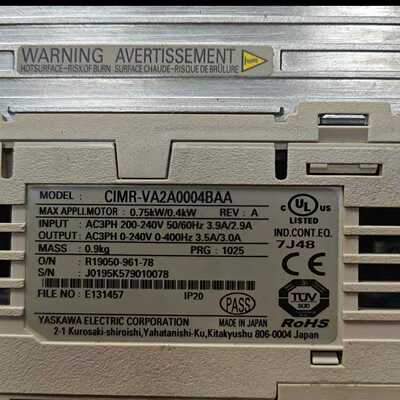 WARNING AVERTISSEMENT
HOT SURFACE–RISK OF BURN SURFACE CHAUDE–RISQUE DE BRÛLURE
MODEL : CIMR-VA2A0004BAA
MAX APPLI.MOTOR : 0.75kW/0.4kW REV : A
INPUT : AC3PH 200-240V 50/60Hz 3.9A/2.9A
OUTPUT : AC3PH 0-240V 0-400Hz 3.5A/3.0A
MASS : 0.9kg PRG : 1025
O/N : R19050-961-78
S/N : J0195K579010078
FILE NO : E131457 IP20
PASS
YASKAWA ELECTRIC CORPORATION MADE IN JAPAN
2-1 Kurosaki-shiroishi,Yahatanishi-Ku,Kitakyushu 806-0004 Japan
C UL US
LISTED
IND.CONT.EQ.
7J48
TÜV
SÜD
RoHS